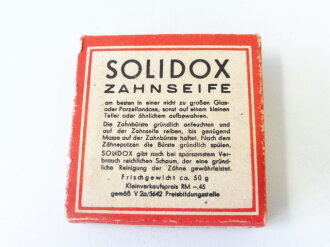 SOLIDOX
ZAHNSEIFE
am besten in einer nicht zu großen Glas-
oder Porzellandose, sonst auf einem kleinen
Teller oder ähnlichem aufbewahren.
Die Zahnbürste gründlich anfeuchten und
auf der Zahnseife reiben, bis genügend
Masse auf der Zahnbürste haftet. Nach dem
Zähneputzen die Bürste gründlich spülen.
SOLIDOX gibt auch bei sparsamstem Ver-
brauch reichlichen Schaum, der eine gründ-
liche Reinigung der Zähne gewährleistet.
Frischgewicht ca. 50 g
Kleinverkaufspreis RM -.45
gemäß V 2a/5642 Preisbildungsstelle